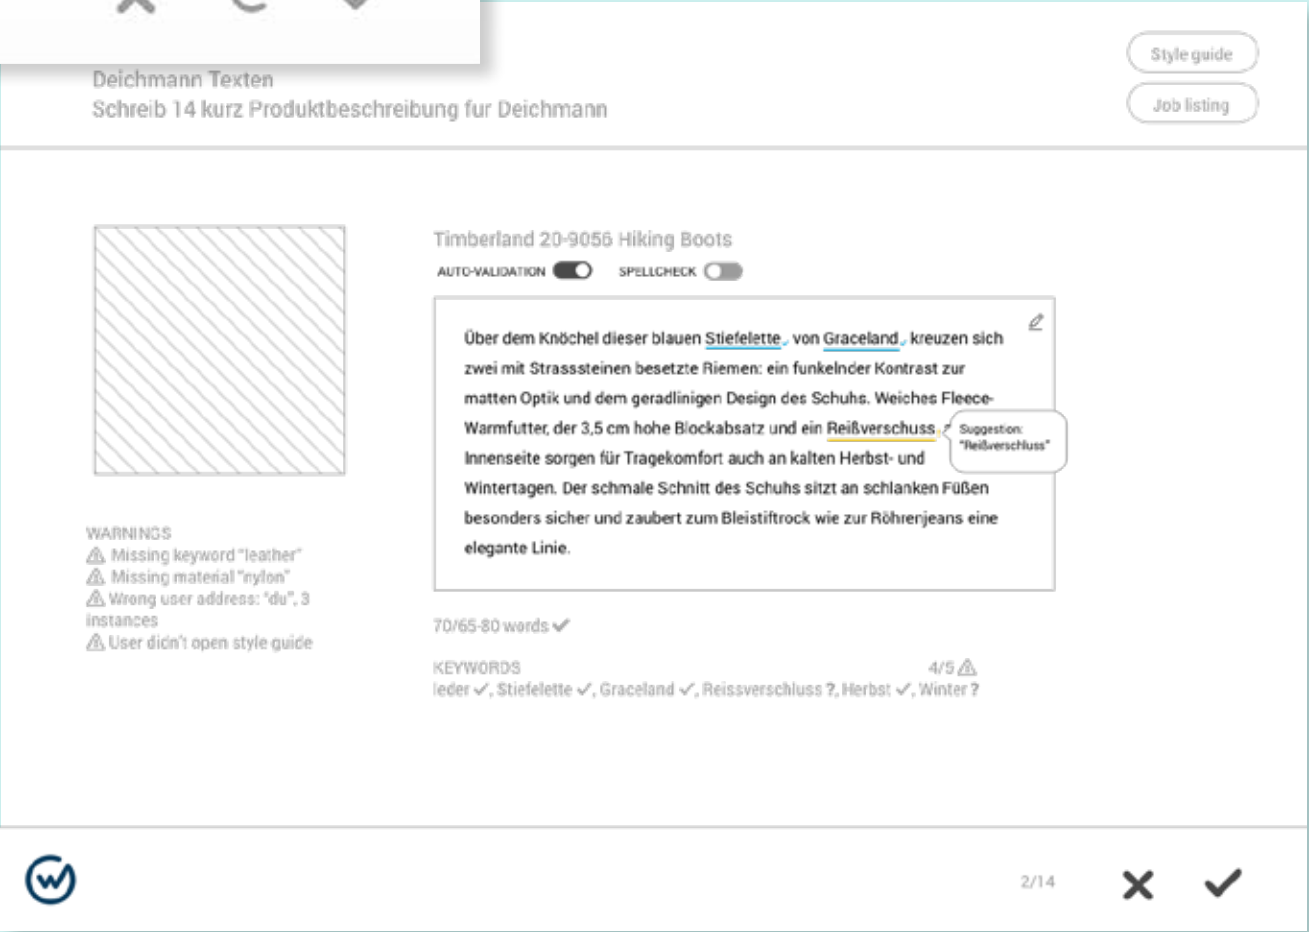 Style guide
Job listing
Deichmann Texten
Schreib 14 kurz Produktbeschreibung fur Deichmann
Timberland 20-9056 Hiking Boots
AUTO-VALIDATION SPELLCHECK
Über dem Knöchel dieser blauen Stiefelette, von Graceland, kreuzen sich
zwei mit Strasssteinen besetzte Riemen: ein funkelnder Kontrast zur
matten Optik und dem geradlinigen Design des Schuhs. Weiches Fleece-
Warmfutter, der 3,5 cm hohe Blockabsatz und ein Reißverschuss
Innenseite sorgen für Tragekomfort auch an kalten Herbst- und
Wintertagen. Der schmale Schnitt des Schuhs sitzt an schlanken Füßen
besonders sicher und zaubert zum Bleistiftrock wie zur Röhrenjeans eine
elegante Linie.
Suggestion:
"Reißverschluss"
WARNINGS
Missing keyword "leather"
Missing material "nylon"
Wrong user address: "du", 3
instances
User didn't open style guide
70/65-80 words ✓
KEYWORDS 4/5
leder ✓, Stiefelette ✓, Graceland ✓, Reissverschluss ?, Herbst ✓, Winter ?
2/14